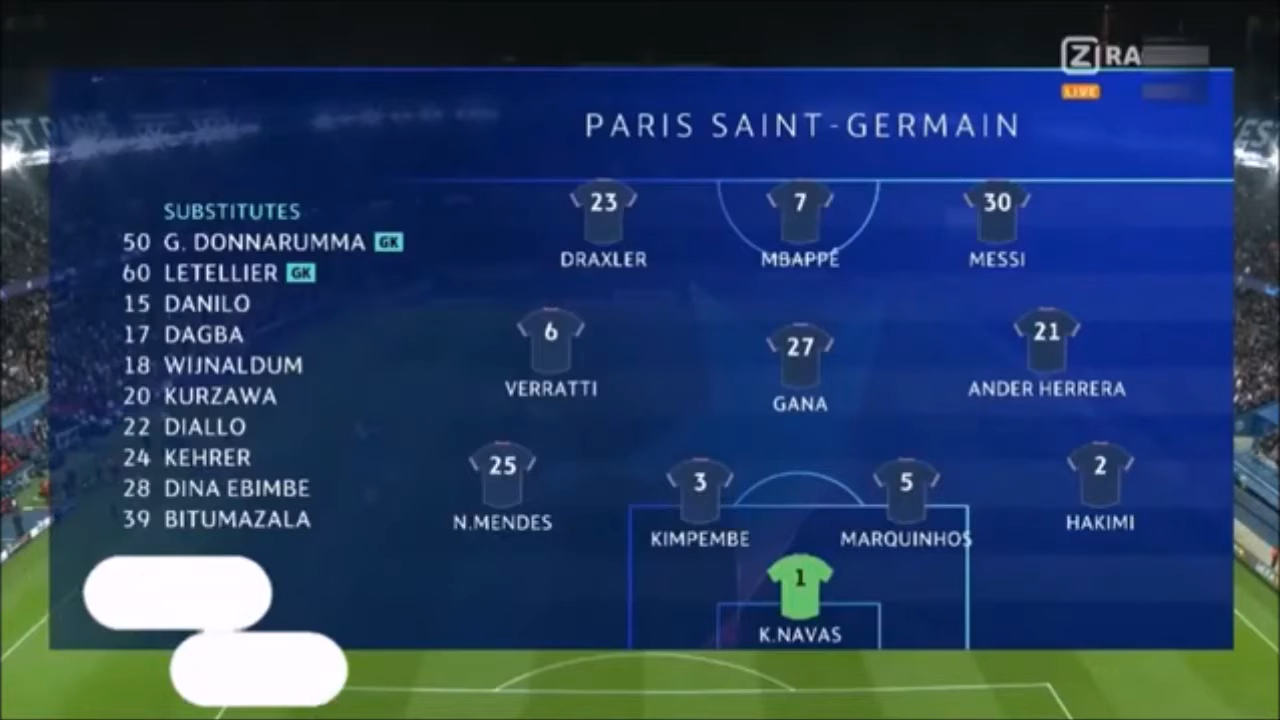 Z RA
LIVE
PARIS SAINT-GERMAIN
SUBSTITUTES
50 G. DONNARUMMA GK
60 LETELLIER GK
15 DANILO
17 DAGBA
18 WIJNALDUM
20 KURZAWA
22 DIALLO
24 KEHRER
28 DINA EBIMBE
39 BITUMAZALA
23 7 30
DRAXLER MBAPPÉ MESSI
6 27 21
VERRATTI GANA ANDER HERRERA
25 3 5 2
N.MENDES KIMPEMBE MARQUINHOS HAKIMI
1
K.NAVAS